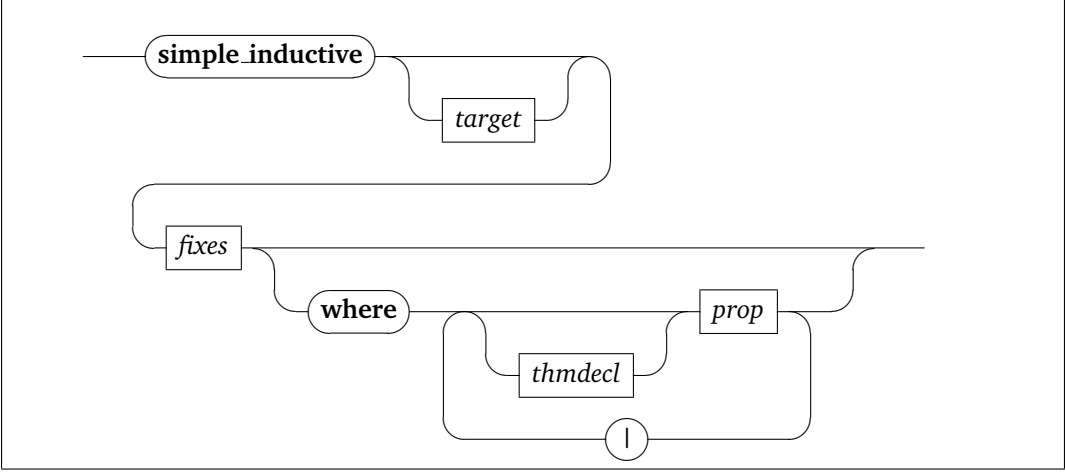 simple_inductive
target
fixes
where
prop
thmdecl
|